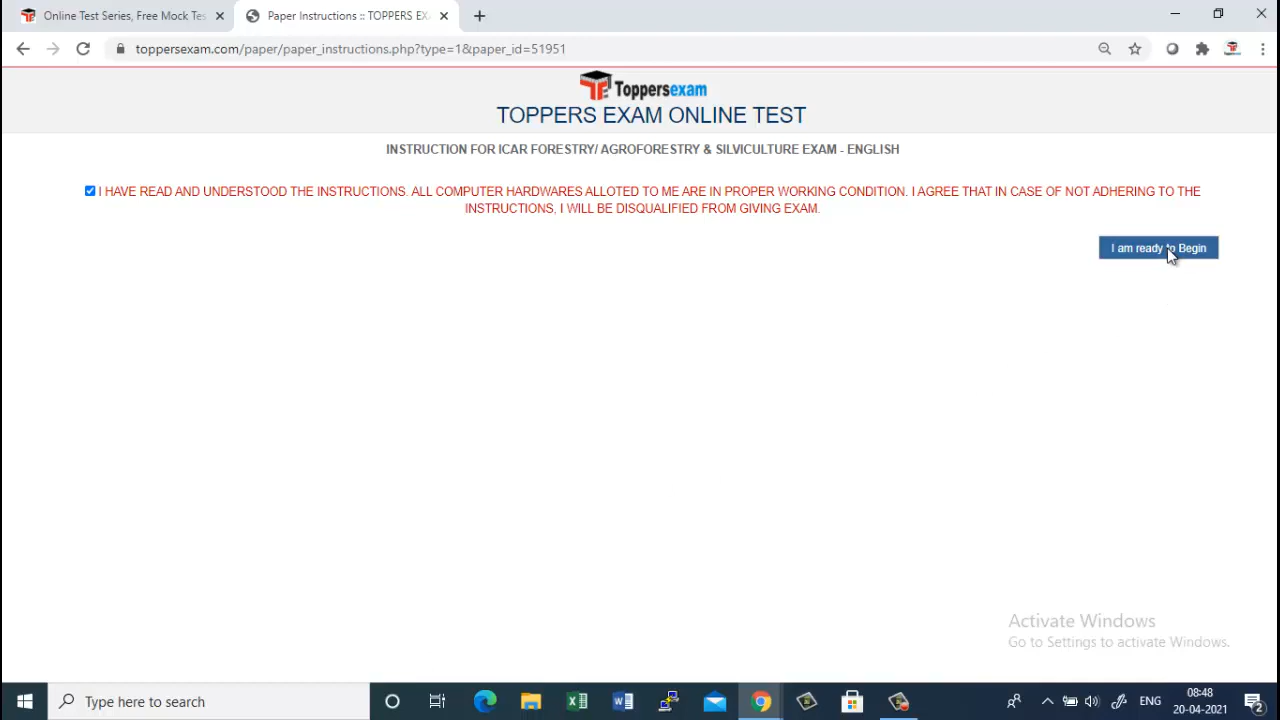 Online Test Series, Free Mock Tes
Paper Instructions :: TOPPERS EXA
toppersexam.com/paper/paper_instructions.php?type=1&paper_id=51951
Toppersexam
TOPPERS EXAM ONLINE TEST
INSTRUCTION FOR ICAR FORESTRY/ AGROFORESTRY & SILVICULTURE EXAM - ENGLISH
I HAVE READ AND UNDERSTOOD THE INSTRUCTIONS. ALL COMPUTER HARDWARES ALLOTED TO ME ARE IN PROPER WORKING CONDITION. I AGREE THAT IN CASE OF NOT ADHERING TO THE
INSTRUCTIONS, I WILL BE DISQUALIFIED FROM GIVING EXAM.
I am ready to Begin
Activate Windows
Go to Settings to activate Windows.
Type here to search
ENG
08:48
20-04-2021
2